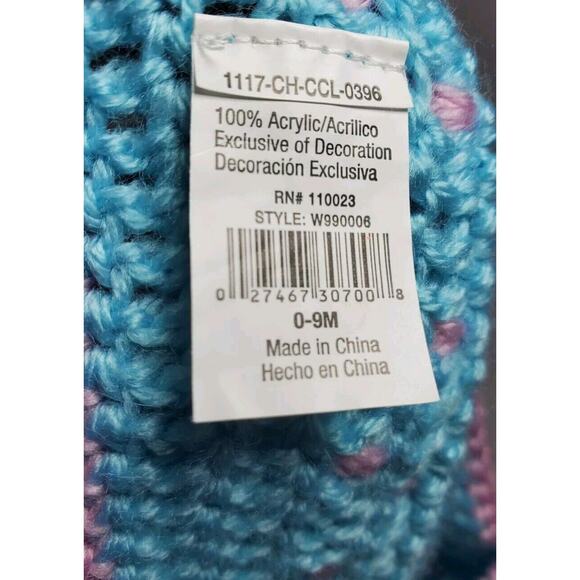 1117-CH-CCL-0396
100% Acrylic/Acrilico
Exclusive of Decoration
Decoración Exclusiva
RN# 110023
STYLE: W990006
0 27467 30700 8
0-9M
Made in China
Hecho en China